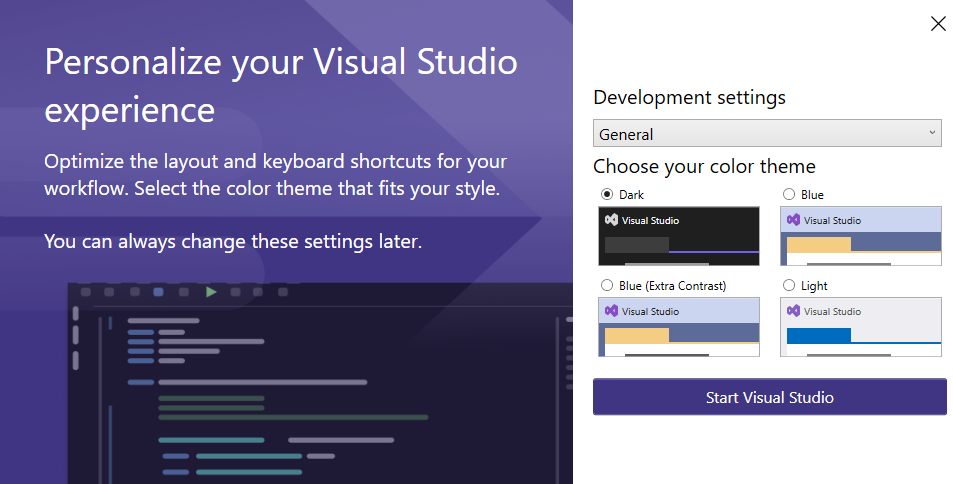 Personalize your Visual Studio
experience
Optimize the layout and keyboard shortcuts for your
workflow. Select the color theme that fits your style.
You can always change these settings later.
Development settings
General
Choose your color theme
Dark
Visual Studio
Blue
Visual Studio
Blue (Extra Contrast)
Visual Studio
Light
Visual Studio
Start Visual Studio